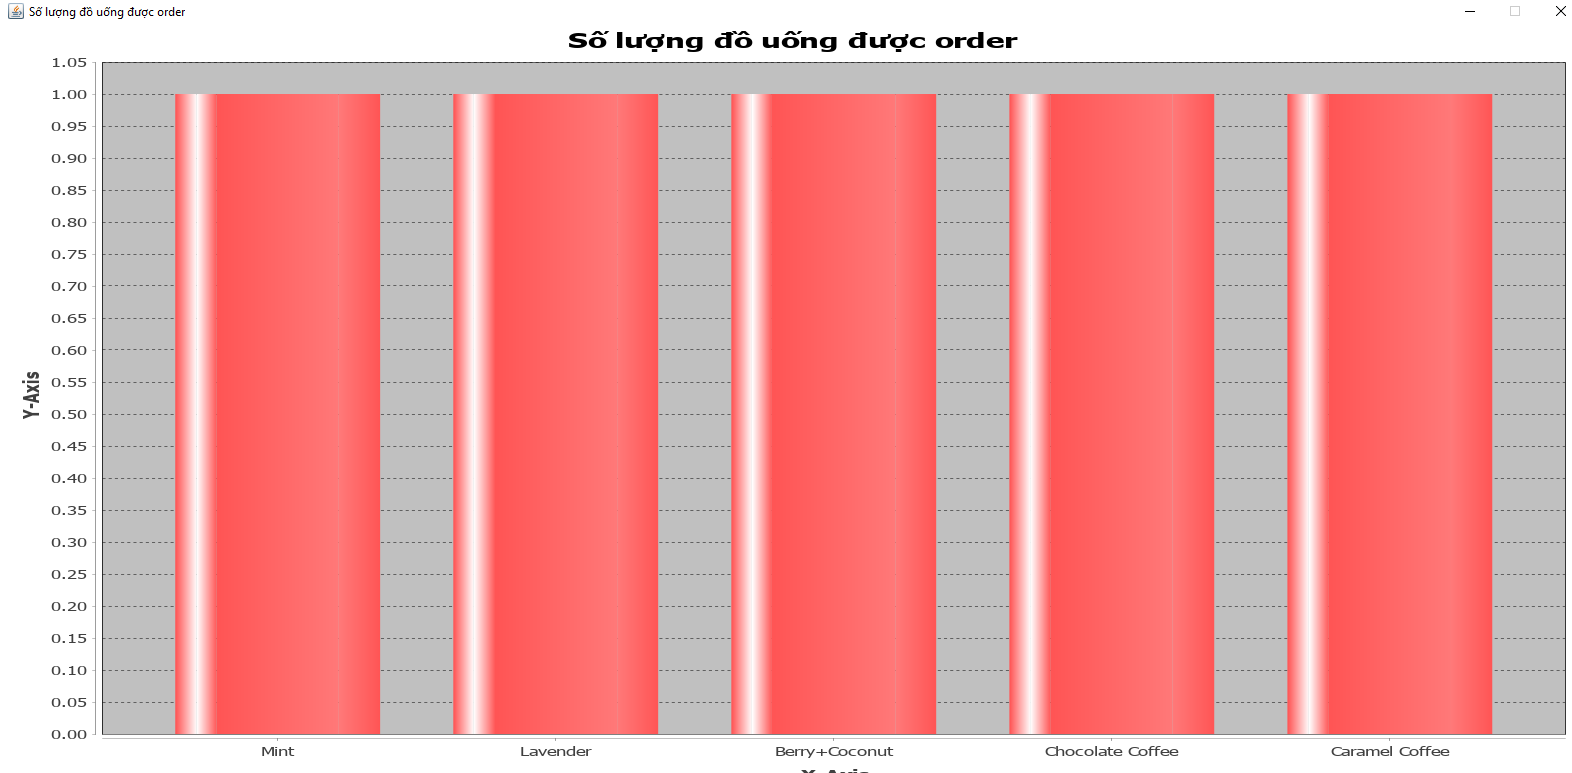 Số lượng đồ uống được order
Số lượng đồ uống được order
1.05
1.00
0.95
0.90
0.85
0.80
0.75
0.70
0.65
0.60
0.55
0.50
0.45
0.40
0.35
0.30
0.25
0.20
0.15
0.10
0.05
0.00
Y-Axis
Mint
Lavender
Berry+Coconut
Chocolate Coffee
Caramel Coffee